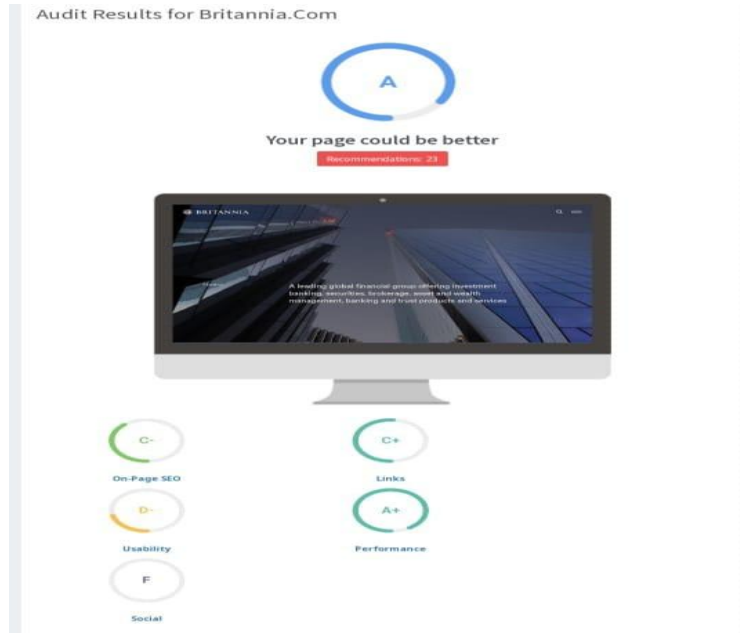 Audit Results for Britannia.Com
A
Your page could be better
Recommendations: 23
BRITANNIA
A leading global financial group offering investment
banking, securities, brokerage, asset and wealth
management, banking and trust products and services
C-
On-Page SEO
C+
Links
D-
Usability
A+
Performance
F
Social